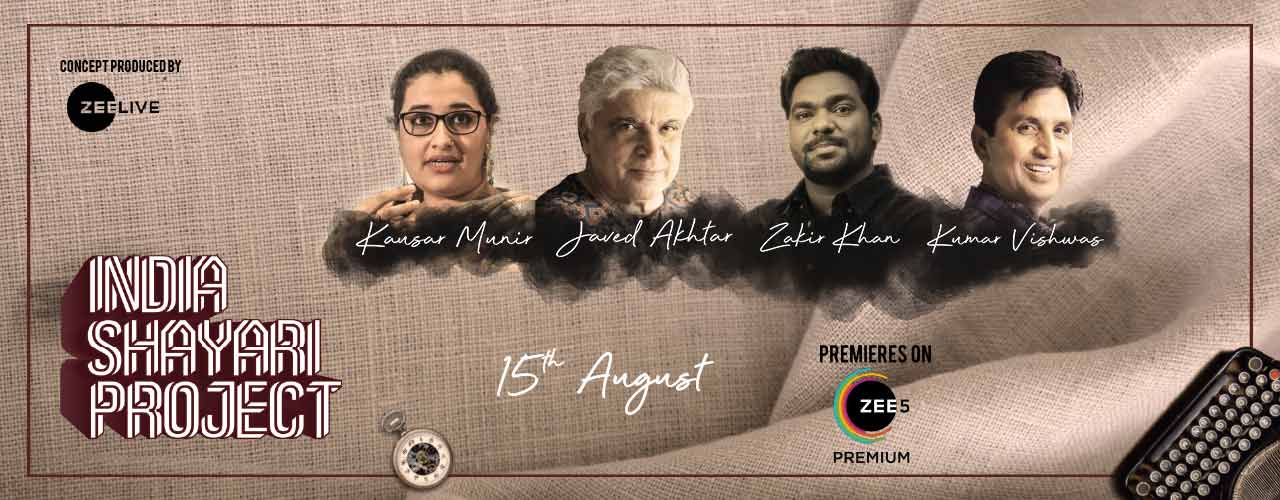 CONCEPT PRODUCED BY
ZEE LIVE
Kausar Munir
Javed Akhtar
Zakir Khan
Kumar Vishwas
INDIA
SHAYARI
PROJECT
15th August
PREMIERES ON
ZEE5
PREMIUM